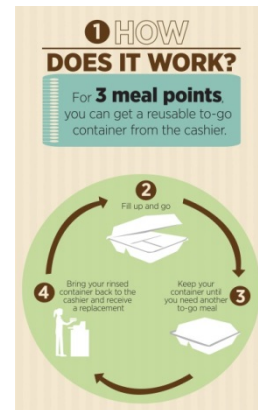 1 HOW
DOES IT WORK?
For 3 meal points,
you can get a reusable to-go
container from the cashier.
2
Fill up and go
Keep your
container until
you need another
to-go meal
3
4
Bring your rinsed
container back to the
cashier and receive
a replacement